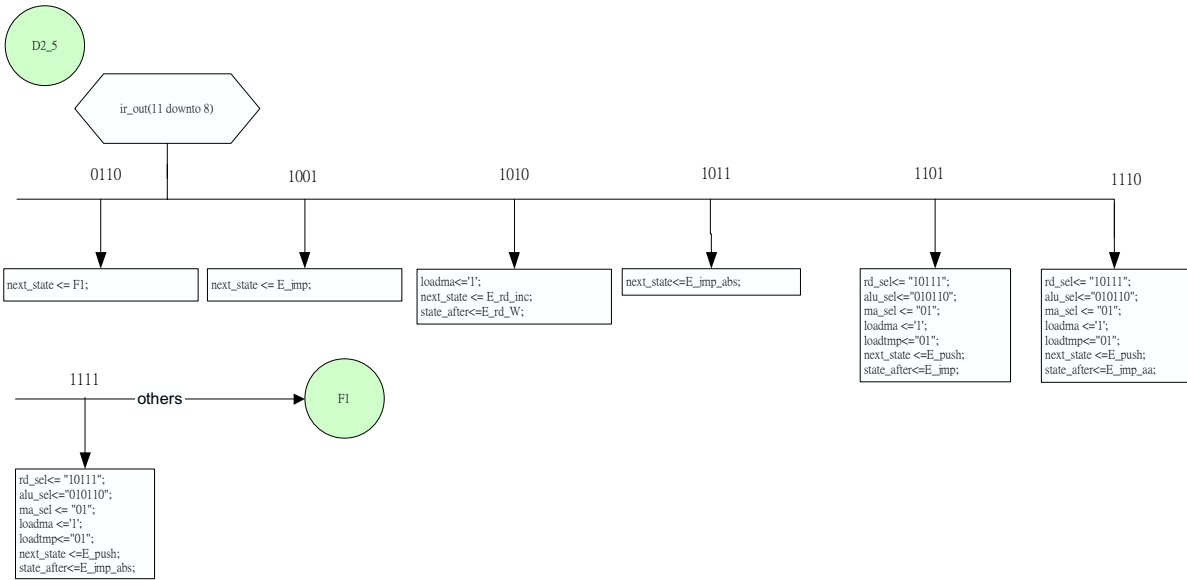 D2_5
ir_out(11 downto 8)
0110
1001
1010
1011
1101
1110
next_state <= F1;
next_state <= E_jmp;
loadma<='1';
next_state <= E_rd_inc;
state_after<=E_rd_W;
next_state<=E_jmp_abs;
rd_sel<= "10111";
alu_sel<="010110";
ma_sel <= "01";
loadma <='1';
loadtmp<="01";
next_state <=E_push;
state_after<=E_jmp;
rd_sel<= "10111";
alu_sel<="010110";
ma_sel <= "01";
loadma <='1';
loadtmp<="01";
next_state <=E_push;
state_after<=E_jmp_aa;
1111
others
F1
rd_sel<= "10111";
alu_sel<="010110";
ma_sel <= "01";
loadma <='1';
loadtmp<="01";
next_state <=E_push;
state_after<=E_jmp_abs;